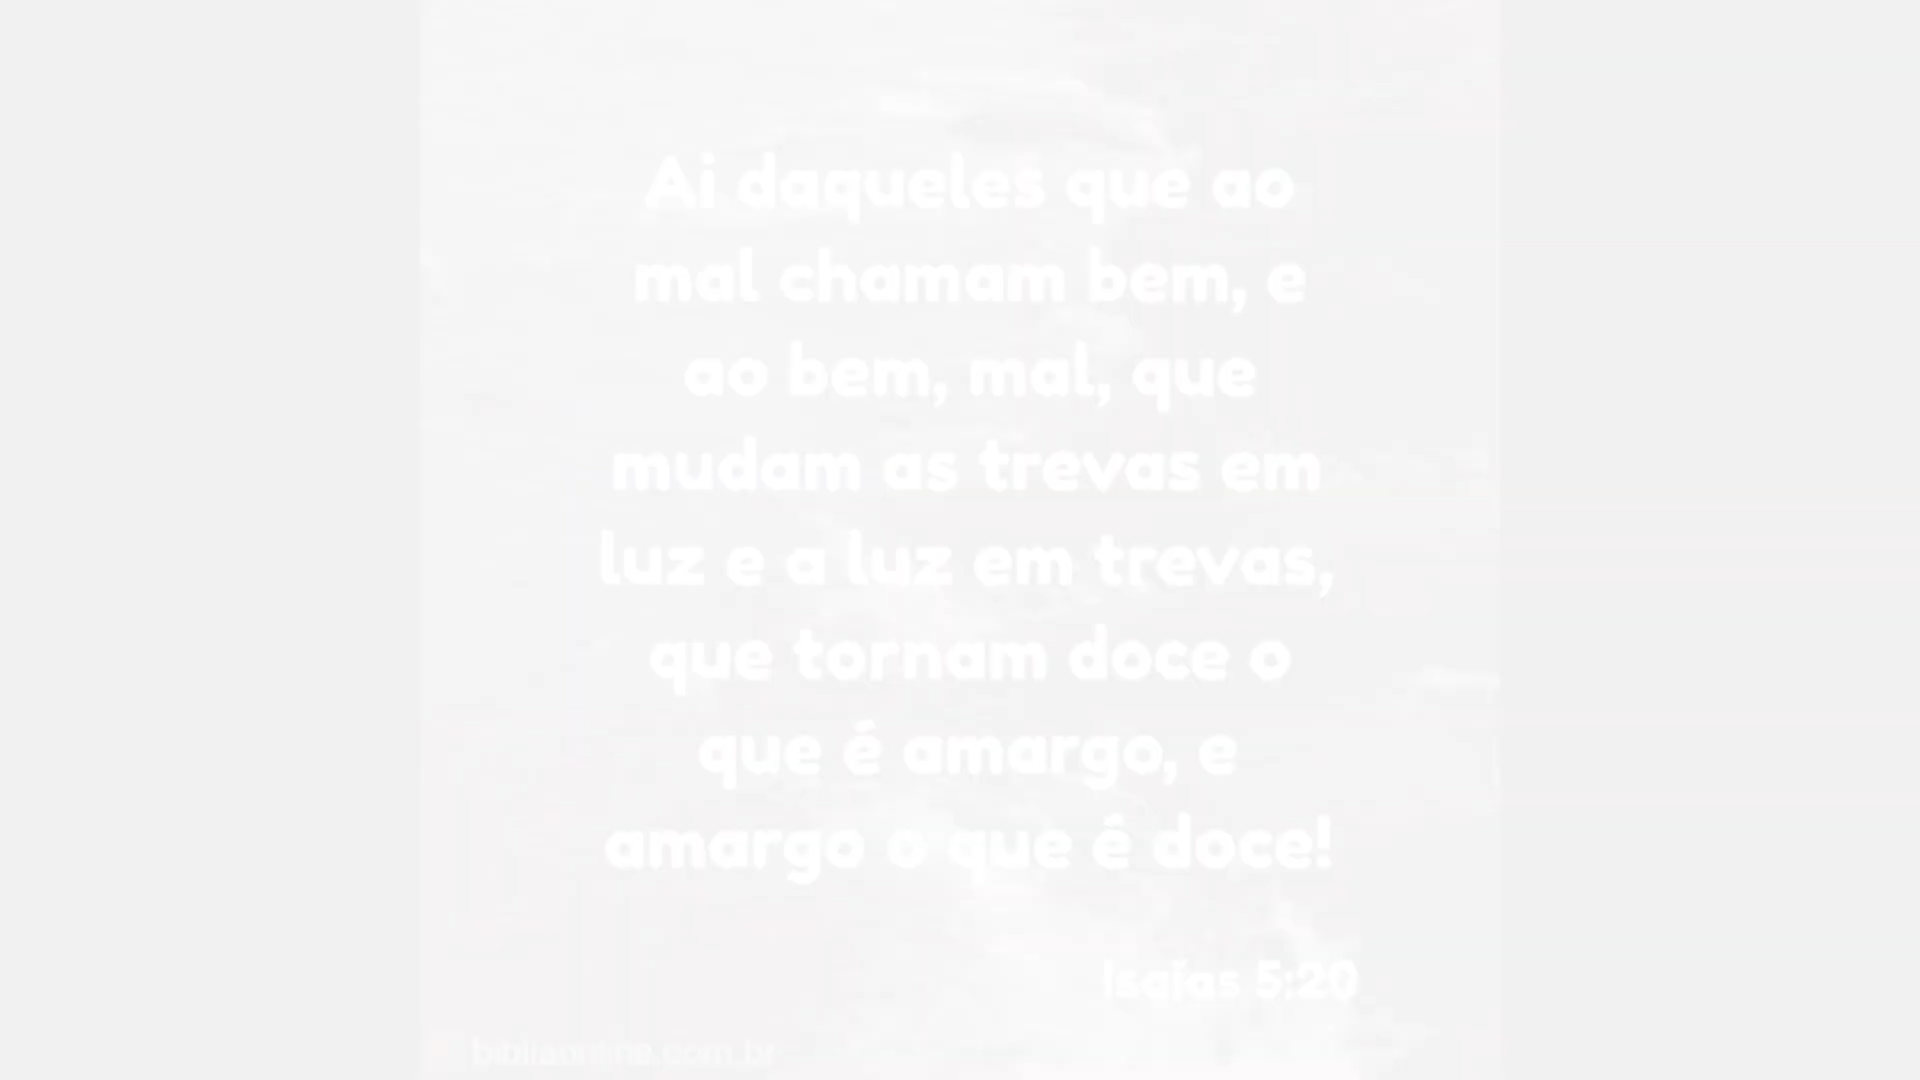 Ai daqueles que ao
mal chamam bem, e
ao bem, mal, que
mudam as trevas em
luz e a luz em trevas,
que tornam doce o
que é amargo, e
amargo o que é doce!
Isaías 5:20